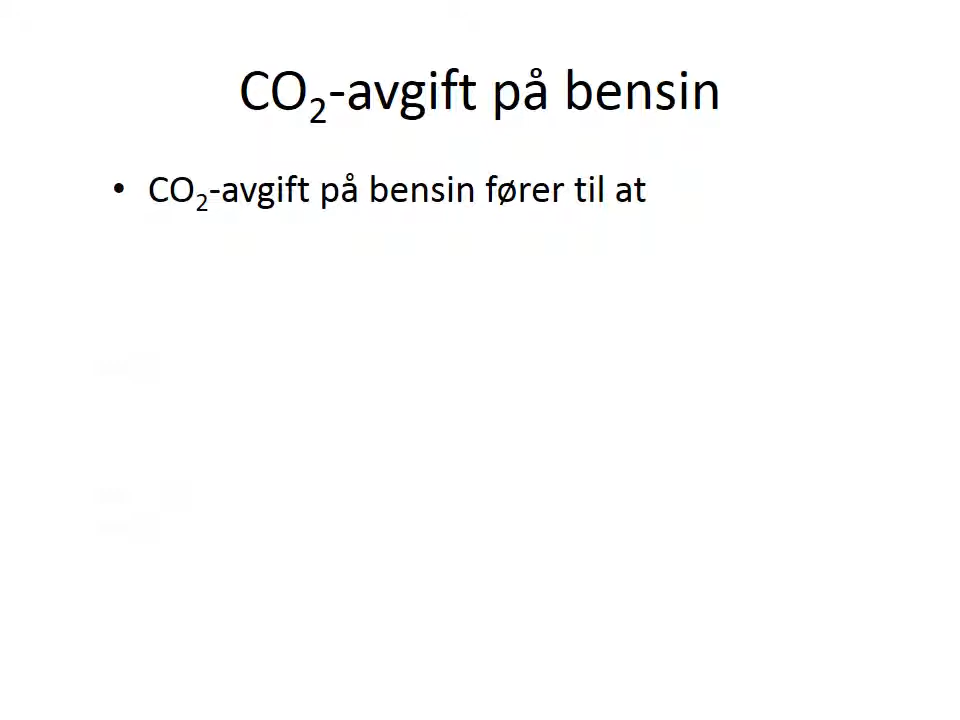 CO₂-avgift på bensin
• CO₂-avgift på bensin fører til at